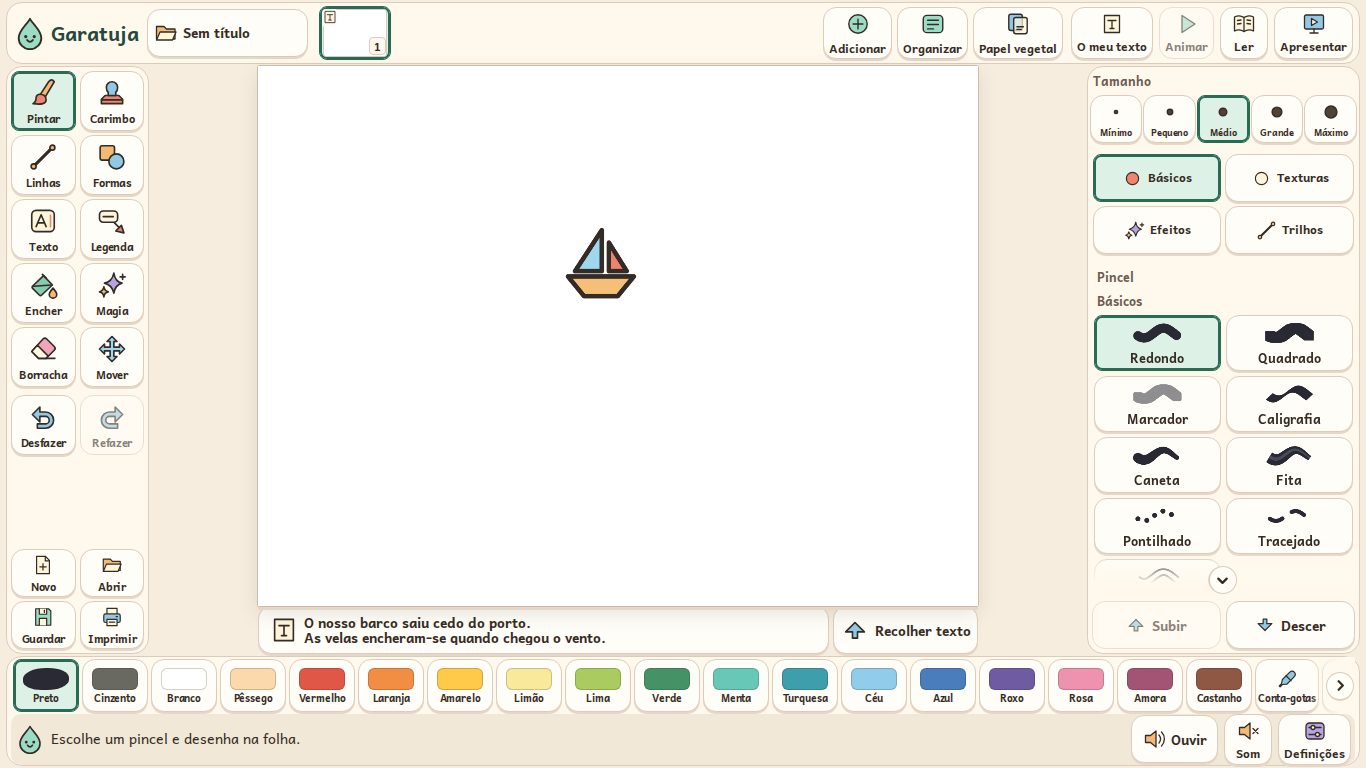 Garatuja
Sem título
1
Adicionar
Organizar
Papel vegetal
O meu texto
Animar
Ler
Apresentar
Pintar
Carimbo
Linhas
Formas
Texto
Legenda
Encher
Magia
Borracha
Mover
Desfazer
Refazer
Novo
Abrir
Guardar
Imprimir
O nosso barco saiu cedo do porto.
As velas encheram-se quando chegou o vento.
Recolher texto
Tamanho
Mínimo
Pequeno
Médio
Grande
Máximo
Básicos
Texturas
Efeitos
Trilhos
Pincel
Básicos
Redondo
Quadrado
Marcador
Caligrafia
Caneta
Fita
Pontilhado
Tracejado
Subir
Descer
Preto
Cinzento
Branco
Pêssego
Vermelho
Laranja
Amarelo
Limão
Lima
Verde
Menta
Turquesa
Céu
Azul
Roxo
Rosa
Amora
Castanho
Conta-gotas
Escolhe um pincel e desenha na folha.
Ouvir
Som
Definições